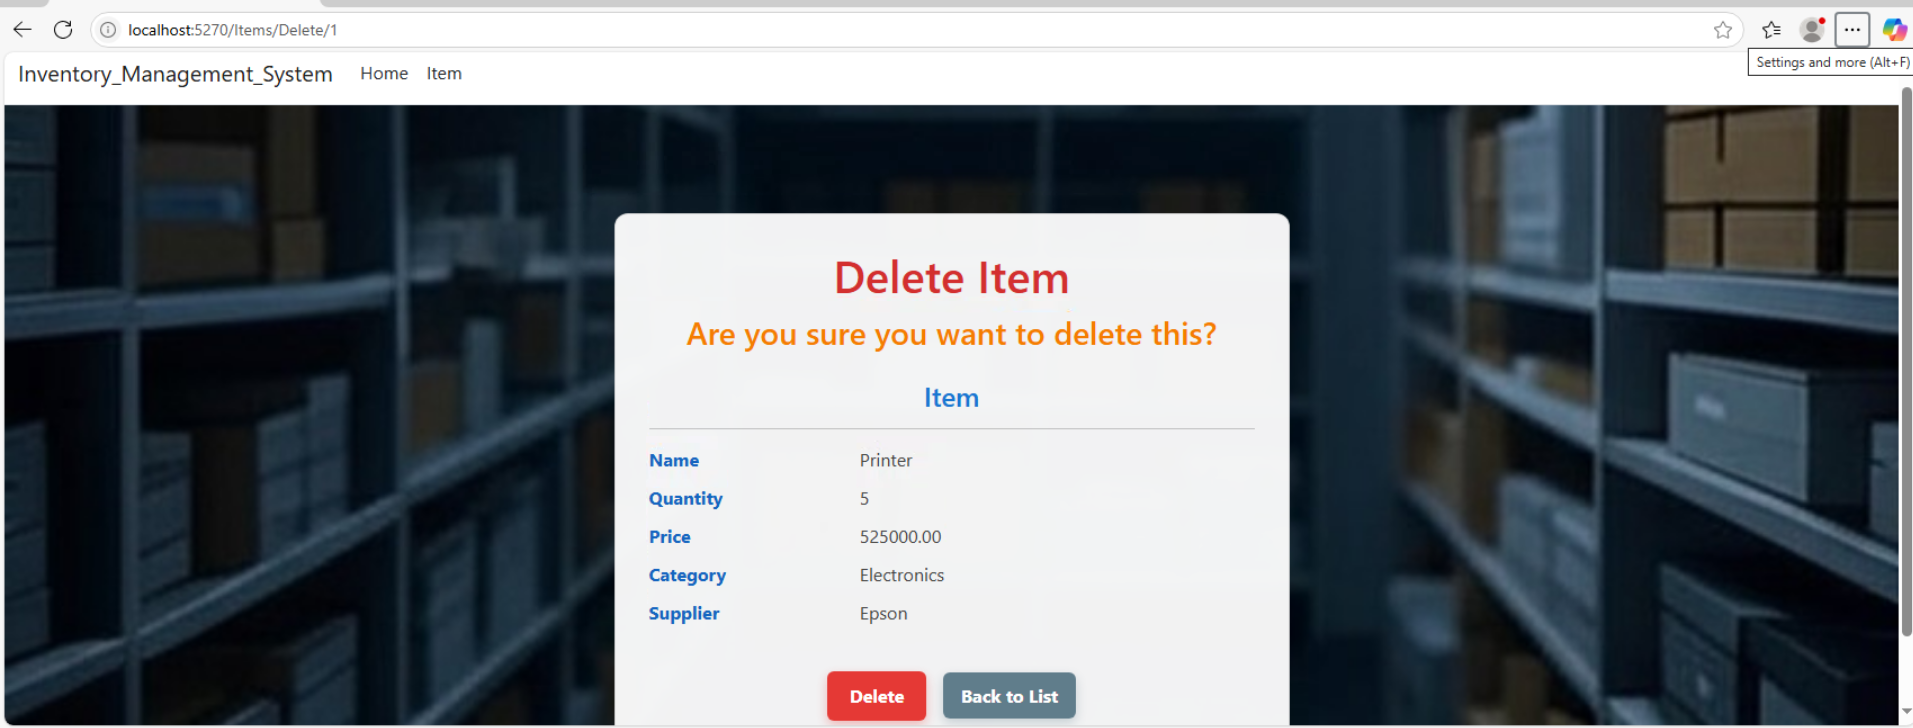 localhost:5270/Items/Delete/1
Settings and more (Alt+F)
Inventory_Management_System Home Item
Delete Item
Are you sure you want to delete this?
Item
Name Printer
Quantity 5
Price 525000.00
Category Electronics
Supplier Epson
Delete Back to List